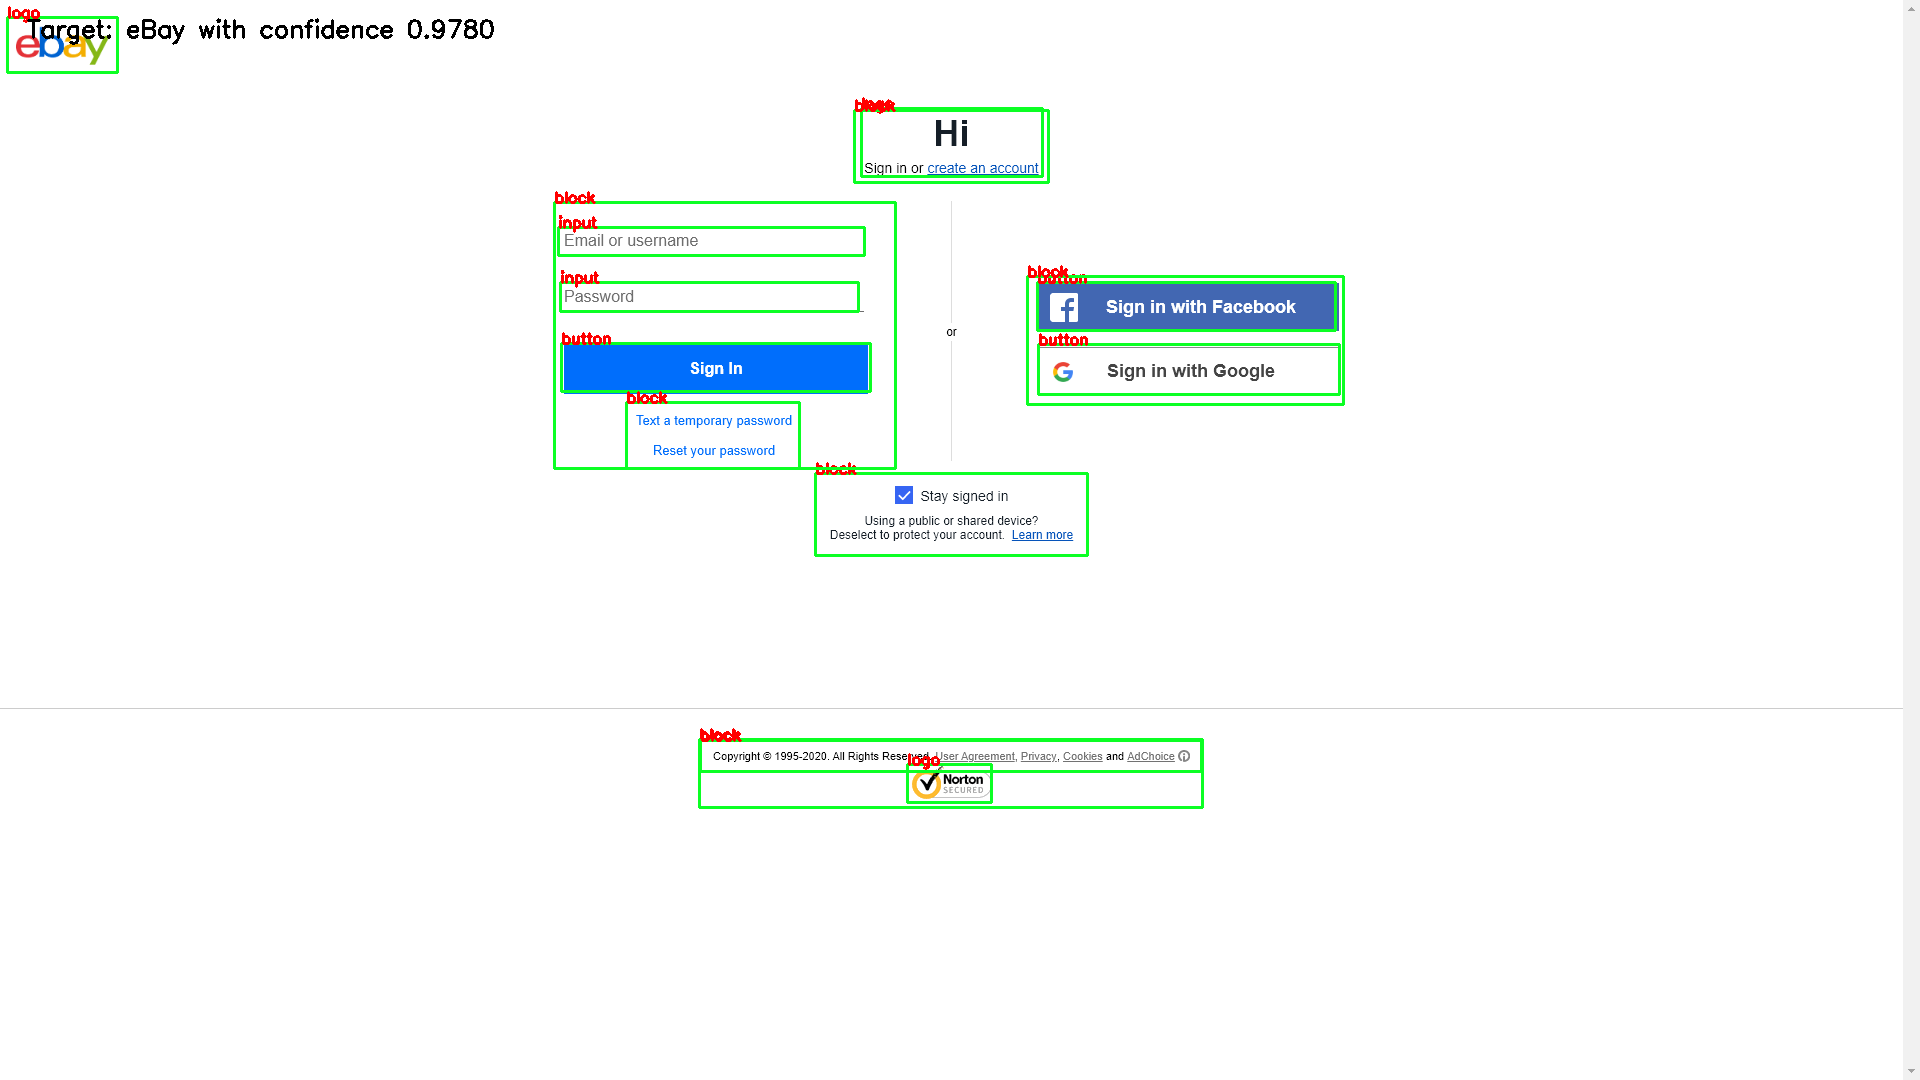 logo
Target: eBay with confidence 0.9780
ebay
block
Hi
Sign in or create an account
block
input
Email or username
input
Password
button
Sign In
block
Text a temporary password
Reset your password
or
block
button
Sign in with Facebook
button
Sign in with Google
block
Stay signed in
Using a public or shared device?
Deselect to protect your account. Learn more
block
Copyright © 1995-2020. All Rights Reserved. User Agreement, Privacy, Cookies and AdChoice
logo
Norton
SECURED